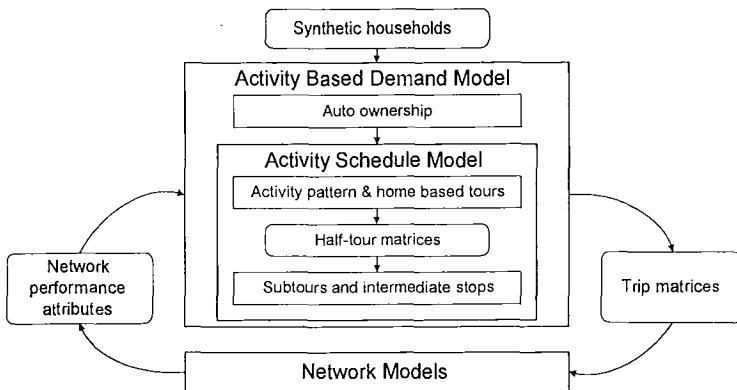 Synthetic households
Activity Based Demand Model
Auto ownership
Activity Schedule Model
Activity pattern & home based tours
Half-tour matrices
Subtours and intermediate stops
Network
performance
attributes
Trip matrices
Network Models